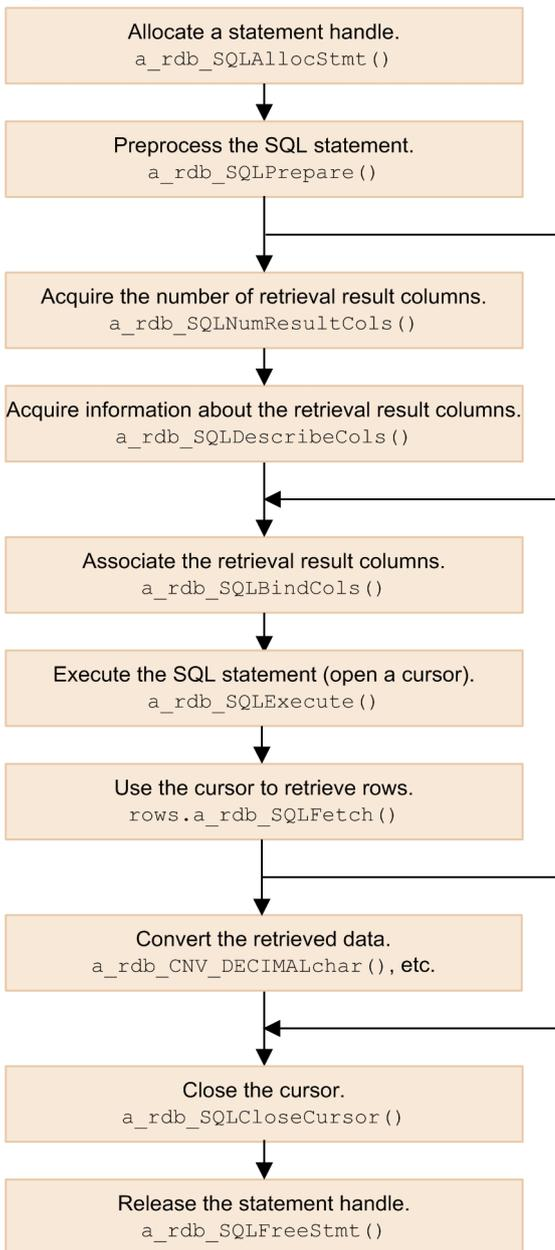 Allocate a statement handle.
a_rdb_SQLAllocStmt()
Preprocess the SQL statement.
a_rdb_SQLPrepare()
Acquire the number of retrieval result columns.
a_rdb_SQLNumResultCols()
Acquire information about the retrieval result columns.
a_rdb_SQLDescribeCols()
Associate the retrieval result columns.
a_rdb_SQLBindCols()
Execute the SQL statement (open a cursor).
a_rdb_SQLExecute()
Use the cursor to retrieve rows.
rows.a_rdb_SQLFetch()
Convert the retrieved data.
a_rdb_CNV_DECIMALchar(), etc.
Close the cursor.
a_rdb_SQLCloseCursor()
Release the statement handle.
a_rdb_SQLFreeStmt()